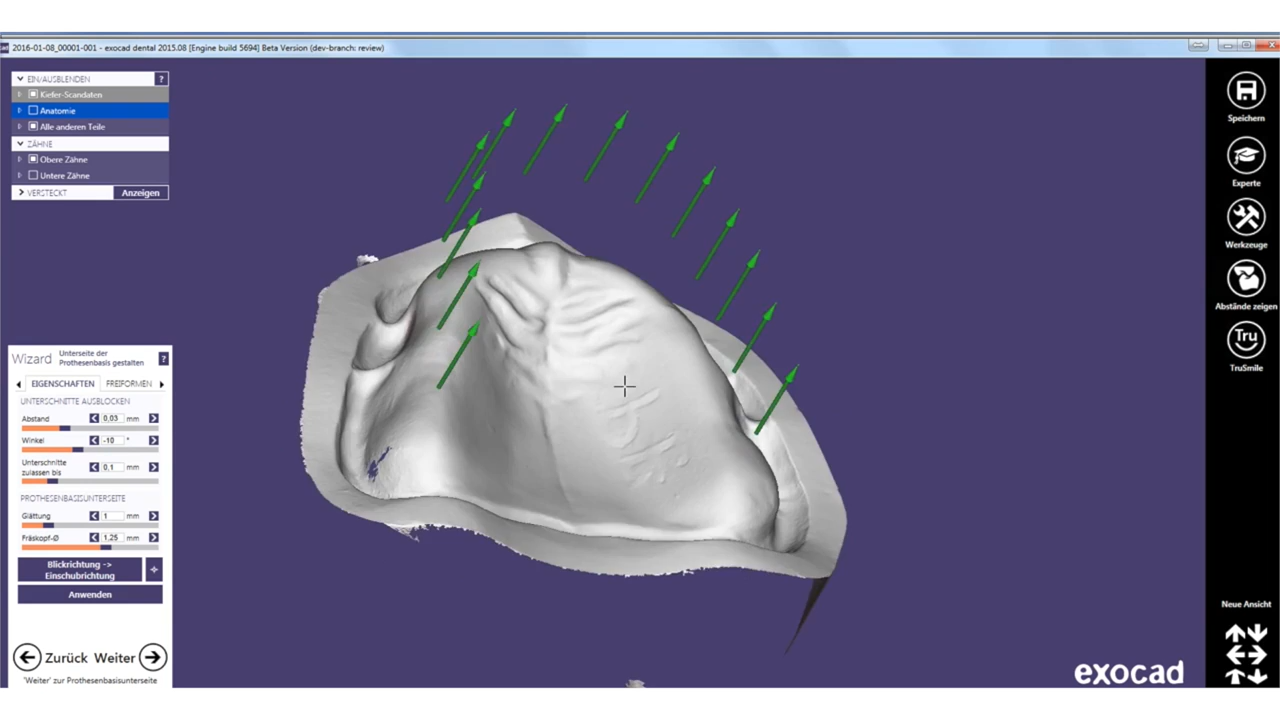 2016-01-08_00001-001 - exocad dental 2015.08 [Engine build 5694] Beta Version (dev-branch: review)
EIN/AUSBLENDEN ?
Kiefer-Scandaten
Anatomie
Alle anderen Teile
ZÄHNE
Obere Zähne
Untere Zähne
VERSTECKT Anzeigen
Speichern
Experte
Werkzeuge
Abstände zeigen
Tru
TruSmile
Wizard Unterseite der
Prothesenbasis gestalten ?
EIGENSCHAFTEN FREIFORMEN
UNTERSCHNITTE AUSBLOCKEN
Abstand 0,03 mm
Winkel -10 °
Unterschnitte
zulassen bis 0,1 mm
PROTHESENBASISUNTERSEITE
Glättung 1 mm
Fräskopf-Ø 1,25 mm
Blickrichtung ->
Einschubrichtung
Anwenden
Zurück Weiter
'Weiter' zur Prothesenbasisunterseite
Neue Ansicht
exocad